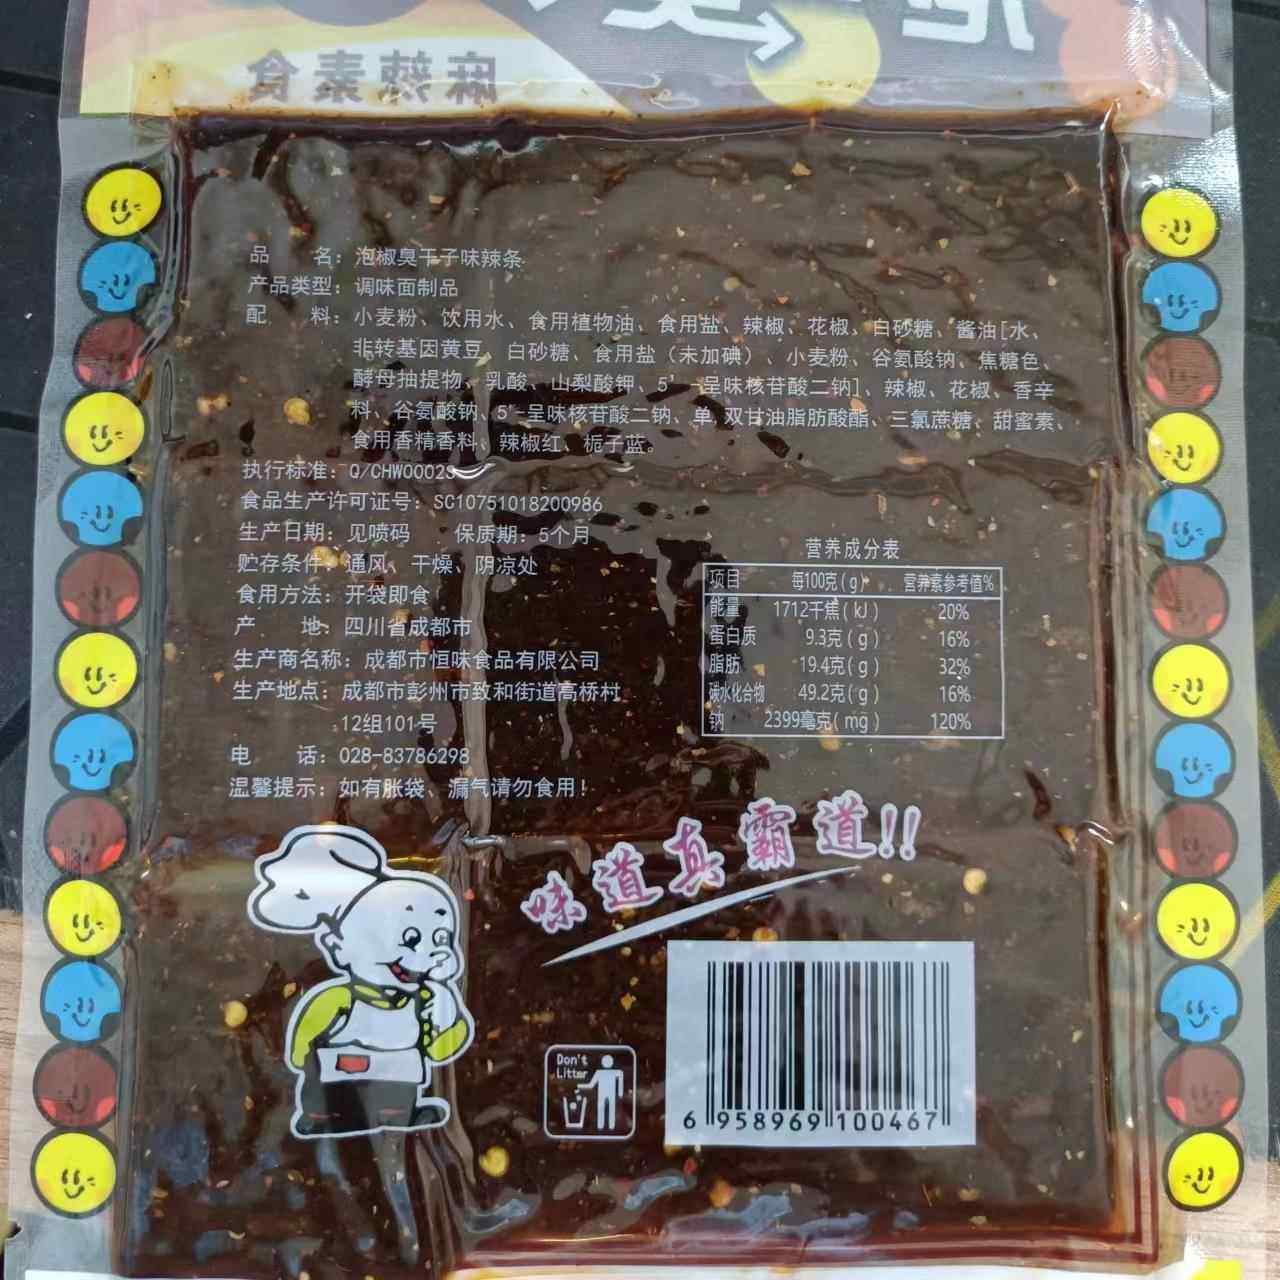 麻辣素食
品 名：泡椒臭干子味辣条
产品类型：调味面制品
配 料：小麦粉、饮用水、食用植物油、食用盐、辣椒、花椒、白砂糖、酱油[水、
非转基因黄豆、白砂糖、食用盐（未加碘）、小麦粉、谷氨酸钠、焦糖色、
酵母抽提物、乳酸、山梨酸钾、5'-呈味核苷酸二钠]、辣椒、花椒、香辛
料、谷氨酸钠、5'-呈味核苷酸二钠、单,双甘油脂肪酸酯、三氯蔗糖、甜蜜素、
食用香精香料、辣椒红、栀子蓝。
执行标准：Q/CHW0002S
食品生产许可证号：SC10751018200986
生产日期：见喷码 保质期：5个月
贮存条件：通风、干燥、阴凉处
食用方法：开袋即食
产 地：四川省成都市
生产商名称：成都市恒味食品有限公司
生产地点：成都市彭州市致和街道高桥村
12组101号
电 话：028-83786298
温馨提示：如有胀袋、漏气请勿食用！
营养成分表
项目 每100克(g) 营养素参考值%
能量 1712千焦(kJ) 20%
蛋白质 9.3克(g) 16%
脂肪 19.4克(g) 32%
碳水化合物 49.2克(g) 16%
钠 2399毫克(mg) 120%
味道真霸道!!
Don't
Litter
6 958969 100467